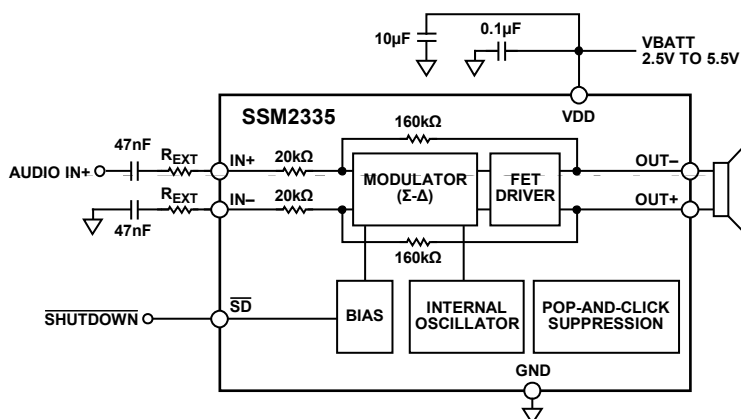 10µF
0.1µF
VBATT
2.5V TO 5.5V
VDD
SSM2335
160kΩ
47nF
REXT
IN+
20kΩ
AUDIO IN+
MODULATOR
(Σ-Δ)
FET
DRIVER
OUT–
REXT
IN–
20kΩ
OUT+
47nF
160kΩ
SHUTDOWN
SD
BIAS
INTERNAL
OSCILLATOR
POP-AND-CLICK
SUPPRESSION
GND